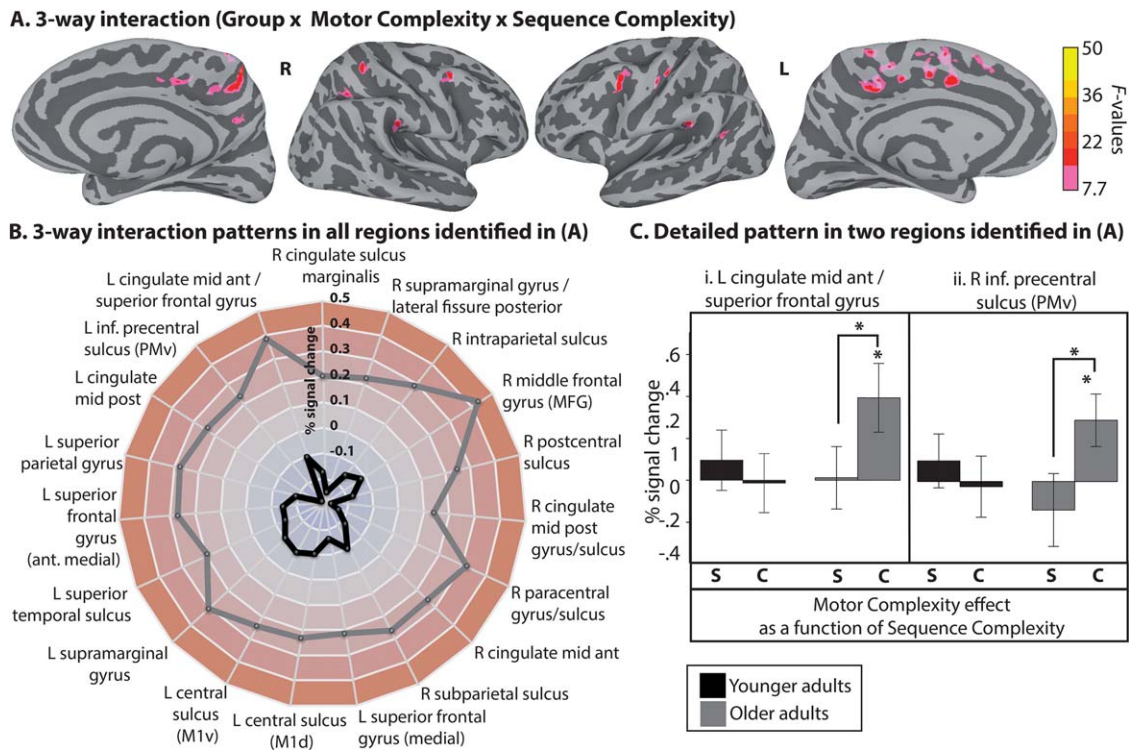 A. 3-way interaction (Group x Motor Complexity x Sequence Complexity)
R
L
50
36
22
7.7
F-values
B. 3-way interaction patterns in all regions identified in (A)
R cingulate sulcus
marginalis
R supramarginal gyrus /
lateral fissure posterior
R intraparietal sulcus
R middle frontal
gyrus (MFG)
R postcentral
sulcus
R cingulate
mid post
gyrus/sulcus
R paracentral
gyrus/sulcus
R cingulate mid ant
R subparietal sulcus
L superior frontal
gyrus (medial)
L central sulcus
(M1d)
L central
sulcus
(M1v)
L supramarginal
gyrus
L superior
temporal sulcus
L superior
frontal
gyrus
(ant. medial)
L superior
parietal gyrus
L cingulate
mid post
L inf. precentral
sulcus (PMv)
L cingulate mid ant /
superior frontal gyrus
0.5
0.4
0.3
0.2
0.1
0
-0.1
% signal change
C. Detailed pattern in two regions identified in (A)
i. L cingulate mid ant /
superior frontal gyrus
ii. R inf. precentral
sulcus (PMv)
% signal change
.6
.4
.2
1
0
-.2
-.4
*
*
*
*
S
C
S
C
S
C
S
C
Motor Complexity effect
as a function of Sequence Complexity
Younger adults
Older adults